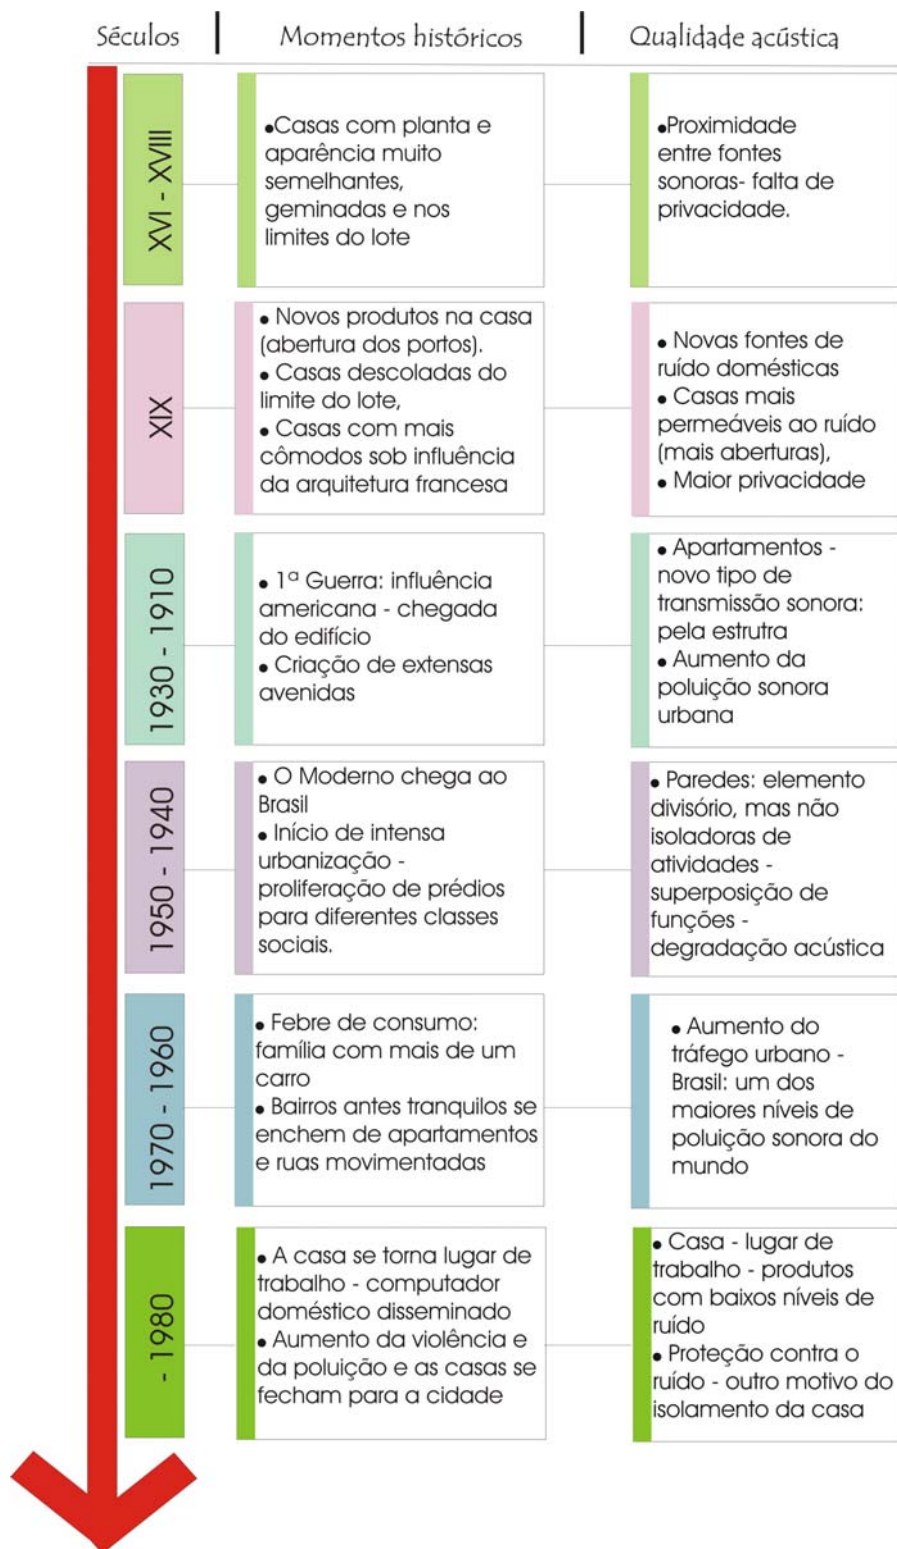 Séculos | Momentos históricos | Qualidade acústica
XVI - XVIII
•Casas com planta e
aparência muito
semelhantes,
geminadas e nos
limites do lote
•Proximidade
entre fontes
sonoras- falta de
privacidade.
XIX
• Novos produtos na casa
(abertura dos portos).
• Casas descoladas do
limite do lote,
• Casas com mais
cômodos sob influência
da arquitetura francesa
• Novas fontes de
ruído domésticas
• Casas mais
permeáveis ao ruído
(mais aberturas),
• Maior privacidade
1930 - 1910
• 1ª Guerra: influência
americana - chegada
do edifício
• Criação de extensas
avenidas
• Apartamentos -
novo tipo de
transmissão sonora:
pela estrutra
• Aumento da
poluição sonora
urbana
1950 - 1940
• O Moderno chega ao
Brasil
• Início de intensa
urbanização -
proliferação de prédios
para diferentes classes
sociais.
• Paredes: elemento
divisório, mas não
isoladoras de
atividades -
superposição de
funções -
degradação acústica
1970 - 1960
• Febre de consumo:
família com mais de um
carro
• Bairros antes tranquilos se
enchem de apartamentos
e ruas movimentadas
• Aumento do
tráfego urbano -
Brasil: um dos
maiores níveis de
poluição sonora do
mundo
- 1980
• A casa se torna lugar de
trabalho - computador
doméstico disseminado
• Aumento da violência e
da poluição e as casas se
fecham para a cidade
• Casa - lugar de
trabalho - produtos
com baixos níveis de
ruído
• Proteção contra o
ruído - outro motivo do
isolamento da casa